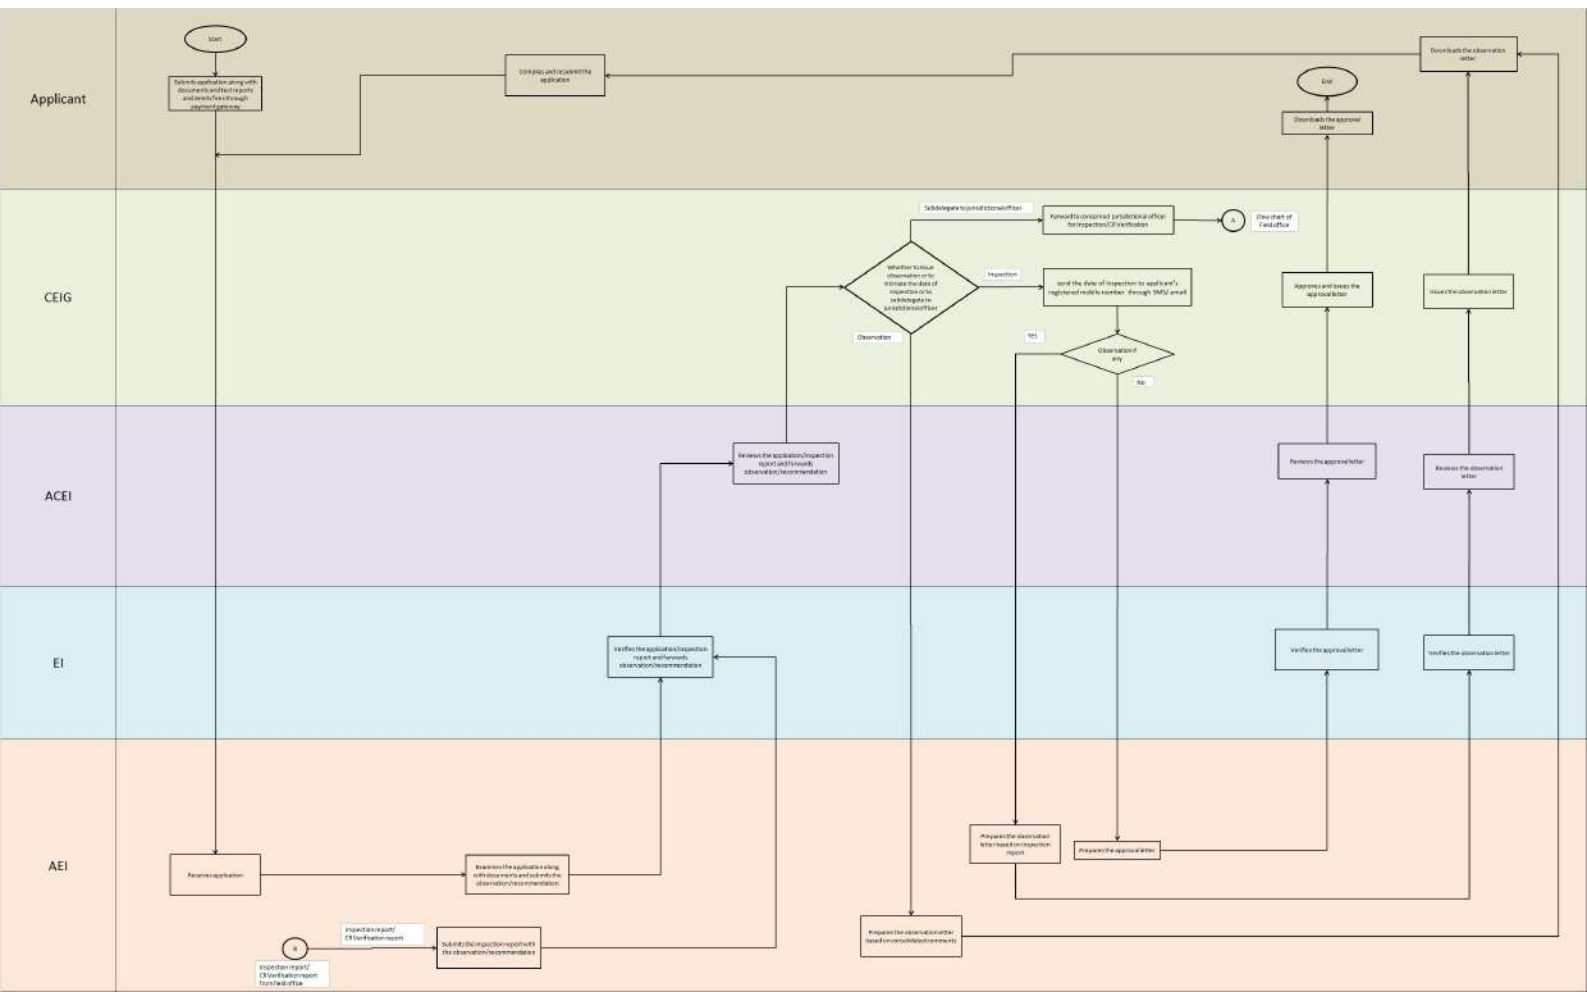 Applicant
Start
Submits application along with
documents and test reports
and remits fee through
payment gateway
Complies and resubmit the
application
Downloads the observation
letter
End
Downloads the approval
letter
CEIG
Subdelegate to jurisdictional officer
Forward to concerned jurisdictional officer
for Inspection/CR Verification
A
Flow chart of
Field office
Whether to issue
observation or to
intimate the date of
inspection or to
subdelegate to
jurisdictional officer
Inspection
send the date of inspection to applicant's
registered mobile number through SMS/ email
Observation
Yes
Observation if
any
No
Approves and issues the
approval letter
Issues the observation letter
ACEI
Reviews the application/inspection
report and forwards
observation/recommendation
Reviews the approval letter
Reviews the observation
letter
EI
Verifies the application/inspection
report and forwards
observation/recommendation
Verifies the approval letter
Verifies the observation letter
AEI
Receives application
Examines the application along
with documents and submits the
observation/recommendation
Prepares the observation
letter based on inspection
report
Prepares the approval letter
Prepares the observation letter
based on consolidated comments
Inspection report/
CR Verification report
Submits the inspection report with
the observation/recommendation
Inspection report/
CR Verification report
from field office